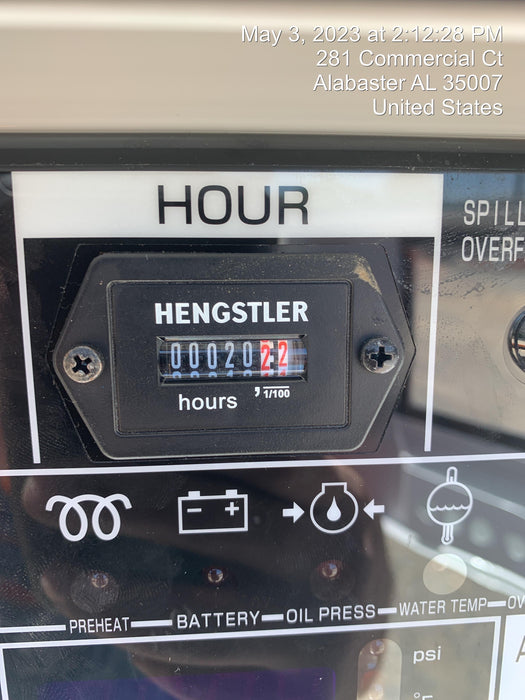 May 3, 2023 at 2:12:28 PM
281 Commercial Ct
Alabaster AL 35007
United States
HOUR
SPILL
OVERF
HENGSTLER
0002022
hours , 1/100
- +
PREHEAT BATTERY OIL PRESS WATER TEMP OV
psi
°F
A